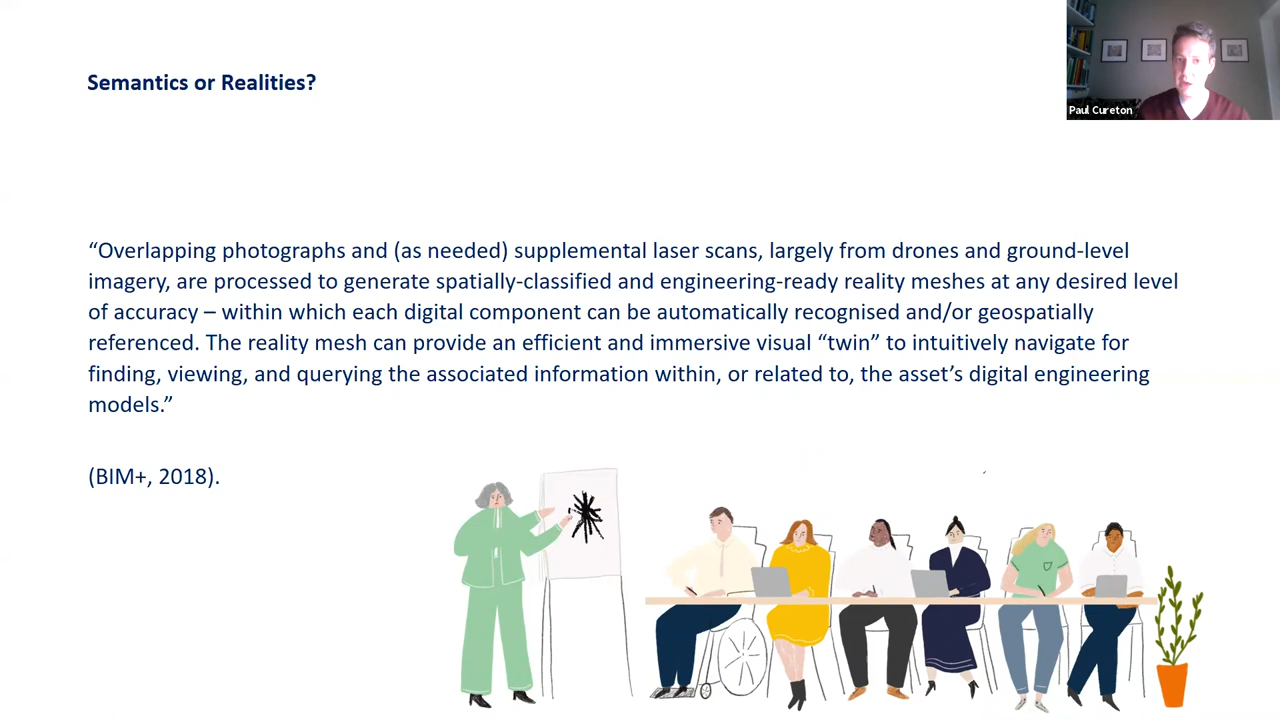 Semantics or Realities?
Paul Cureton
“Overlapping photographs and (as needed) supplemental laser scans, largely from drones and ground-level
imagery, are processed to generate spatially-classified and engineering-ready reality meshes at any desired level
of accuracy – within which each digital component can be automatically recognised and/or geospatially
referenced. The reality mesh can provide an efficient and immersive visual “twin” to intuitively navigate for
finding, viewing, and querying the associated information within, or related to, the asset’s digital engineering
models.”
(BIM+, 2018).